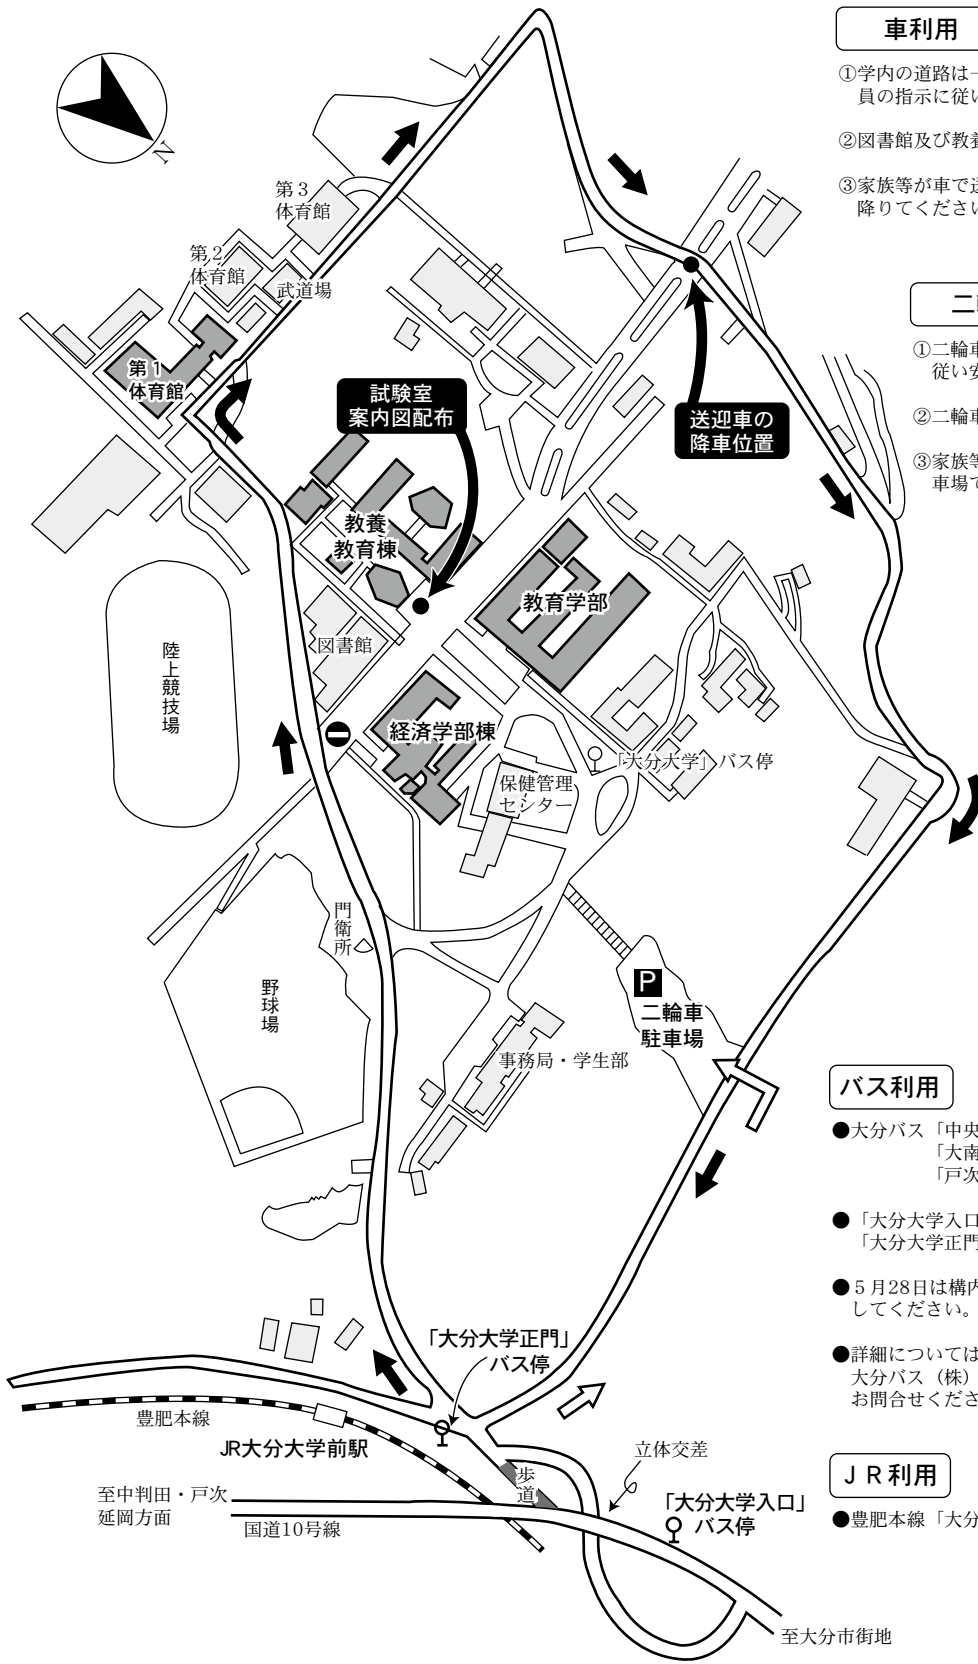 N
第3
体育館
第2
体育館
武道場
第1
体育館
試験室
案内図配布
送迎車の
降車位置
教養
教育棟
教育学部
図書館
陸上競技場
経済学部棟
「大分大学」バス停
保健管理
センター
門衛所
野球場
P
二輪車
駐車場
事務局・学生部
「大分大学正門」
バス停
豊肥本線
JR大分大学前駅
歩道
立体交差
至中判田・戸次
延岡方面
国道10号線
「大分大学入口」
バス停
至大分市街地
車利用
①学内の道路は一
員の指示に従い
②図書館及び教養
③家族等が車で送
降りてください
二輪
①二輪車
従い安
②二輪車
③家族等
車場で
バス利用
●大分バス「中央
「大南
「戸次
●「大分大学入口
「大分大学正門
●5月28日は構内
してください。
●詳細については
大分バス（株）
お問合せくださ
ＪＲ利用
●豊肥本線「大分